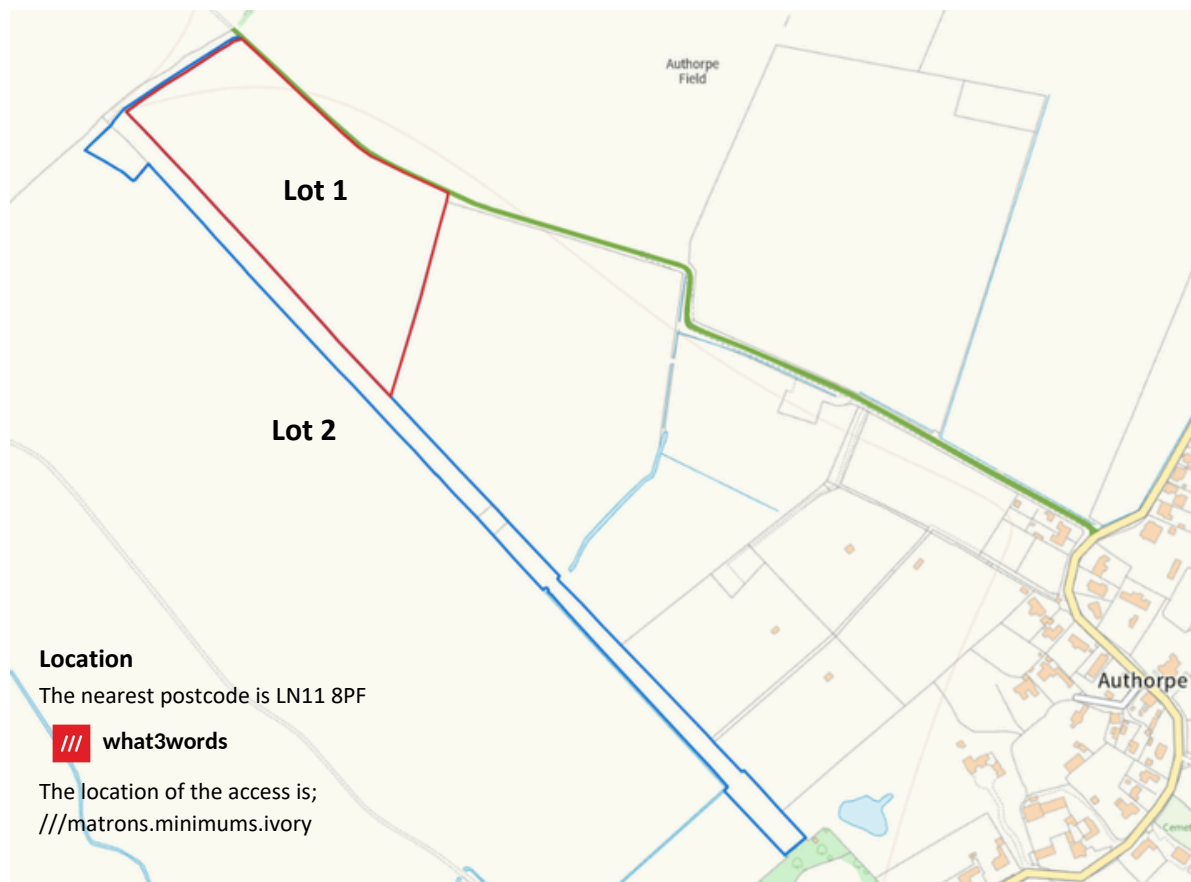 Authorpe
Field
Lot 1
Lot 2
Location
The nearest postcode is LN11 8PF
/// what3words
The location of the access is;
///matrons.minimums.ivory
Authorpe
Cemet